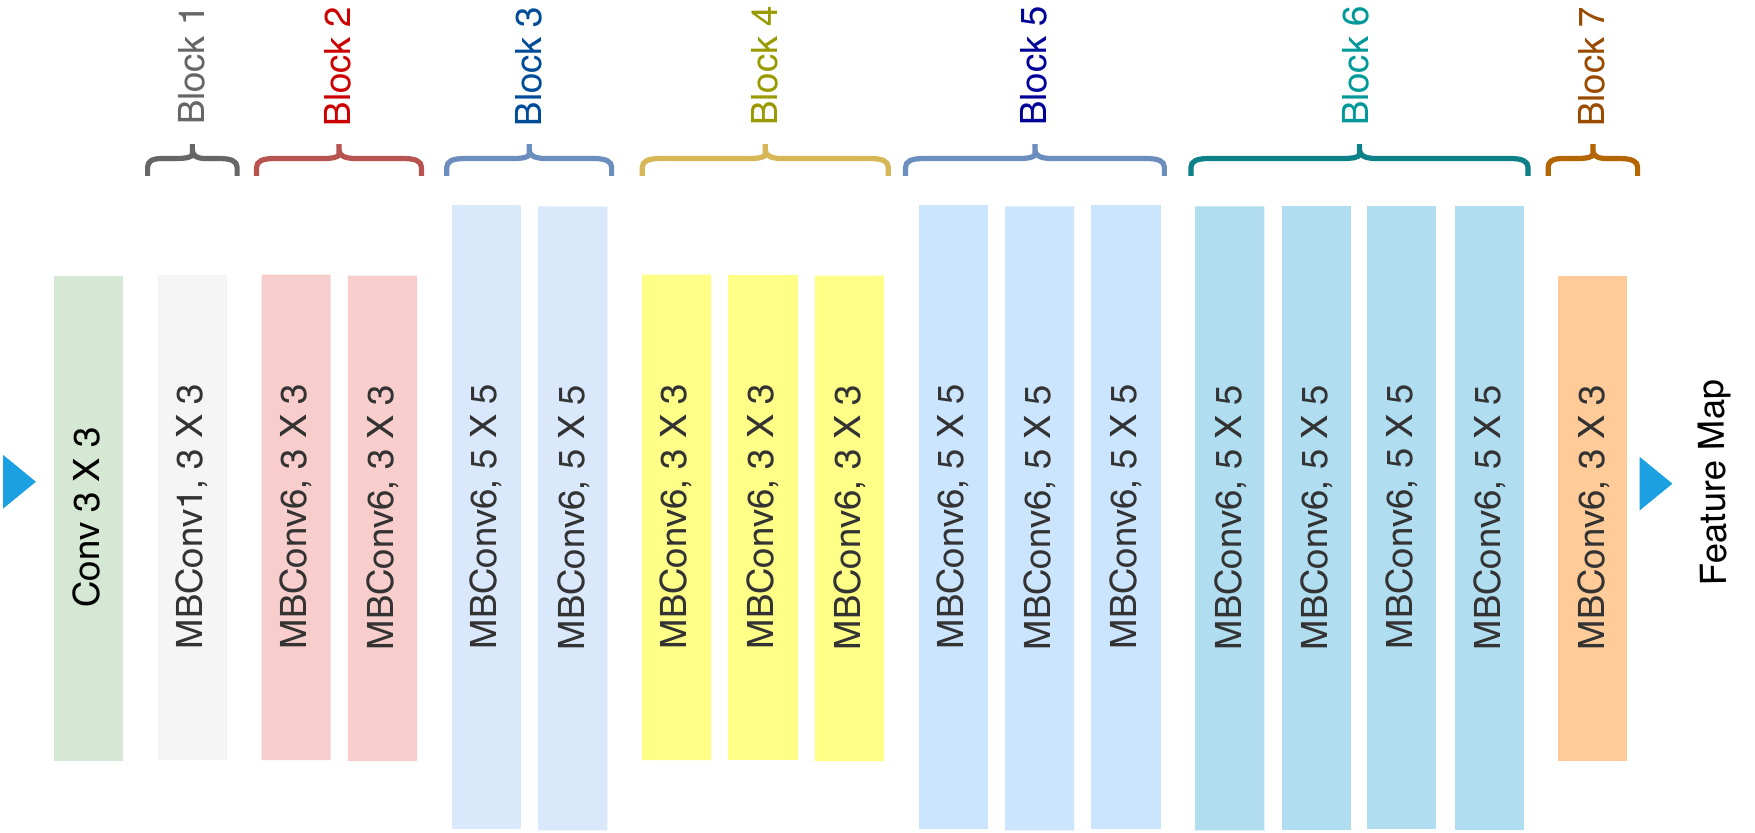 Block 1
Block 2
Block 3
Block 4
Block 5
Block 6
Block 7
Conv 3 X 3
MBConv1, 3 X 3
MBConv6, 3 X 3
MBConv6, 3 X 3
MBConv6, 5 X 5
MBConv6, 5 X 5
MBConv6, 3 X 3
MBConv6, 3 X 3
MBConv6, 3 X 3
MBConv6, 5 X 5
MBConv6, 5 X 5
MBConv6, 5 X 5
MBConv6, 5 X 5
MBConv6, 5 X 5
MBConv6, 5 X 5
MBConv6, 5 X 5
MBConv6, 3 X 3
Feature Map